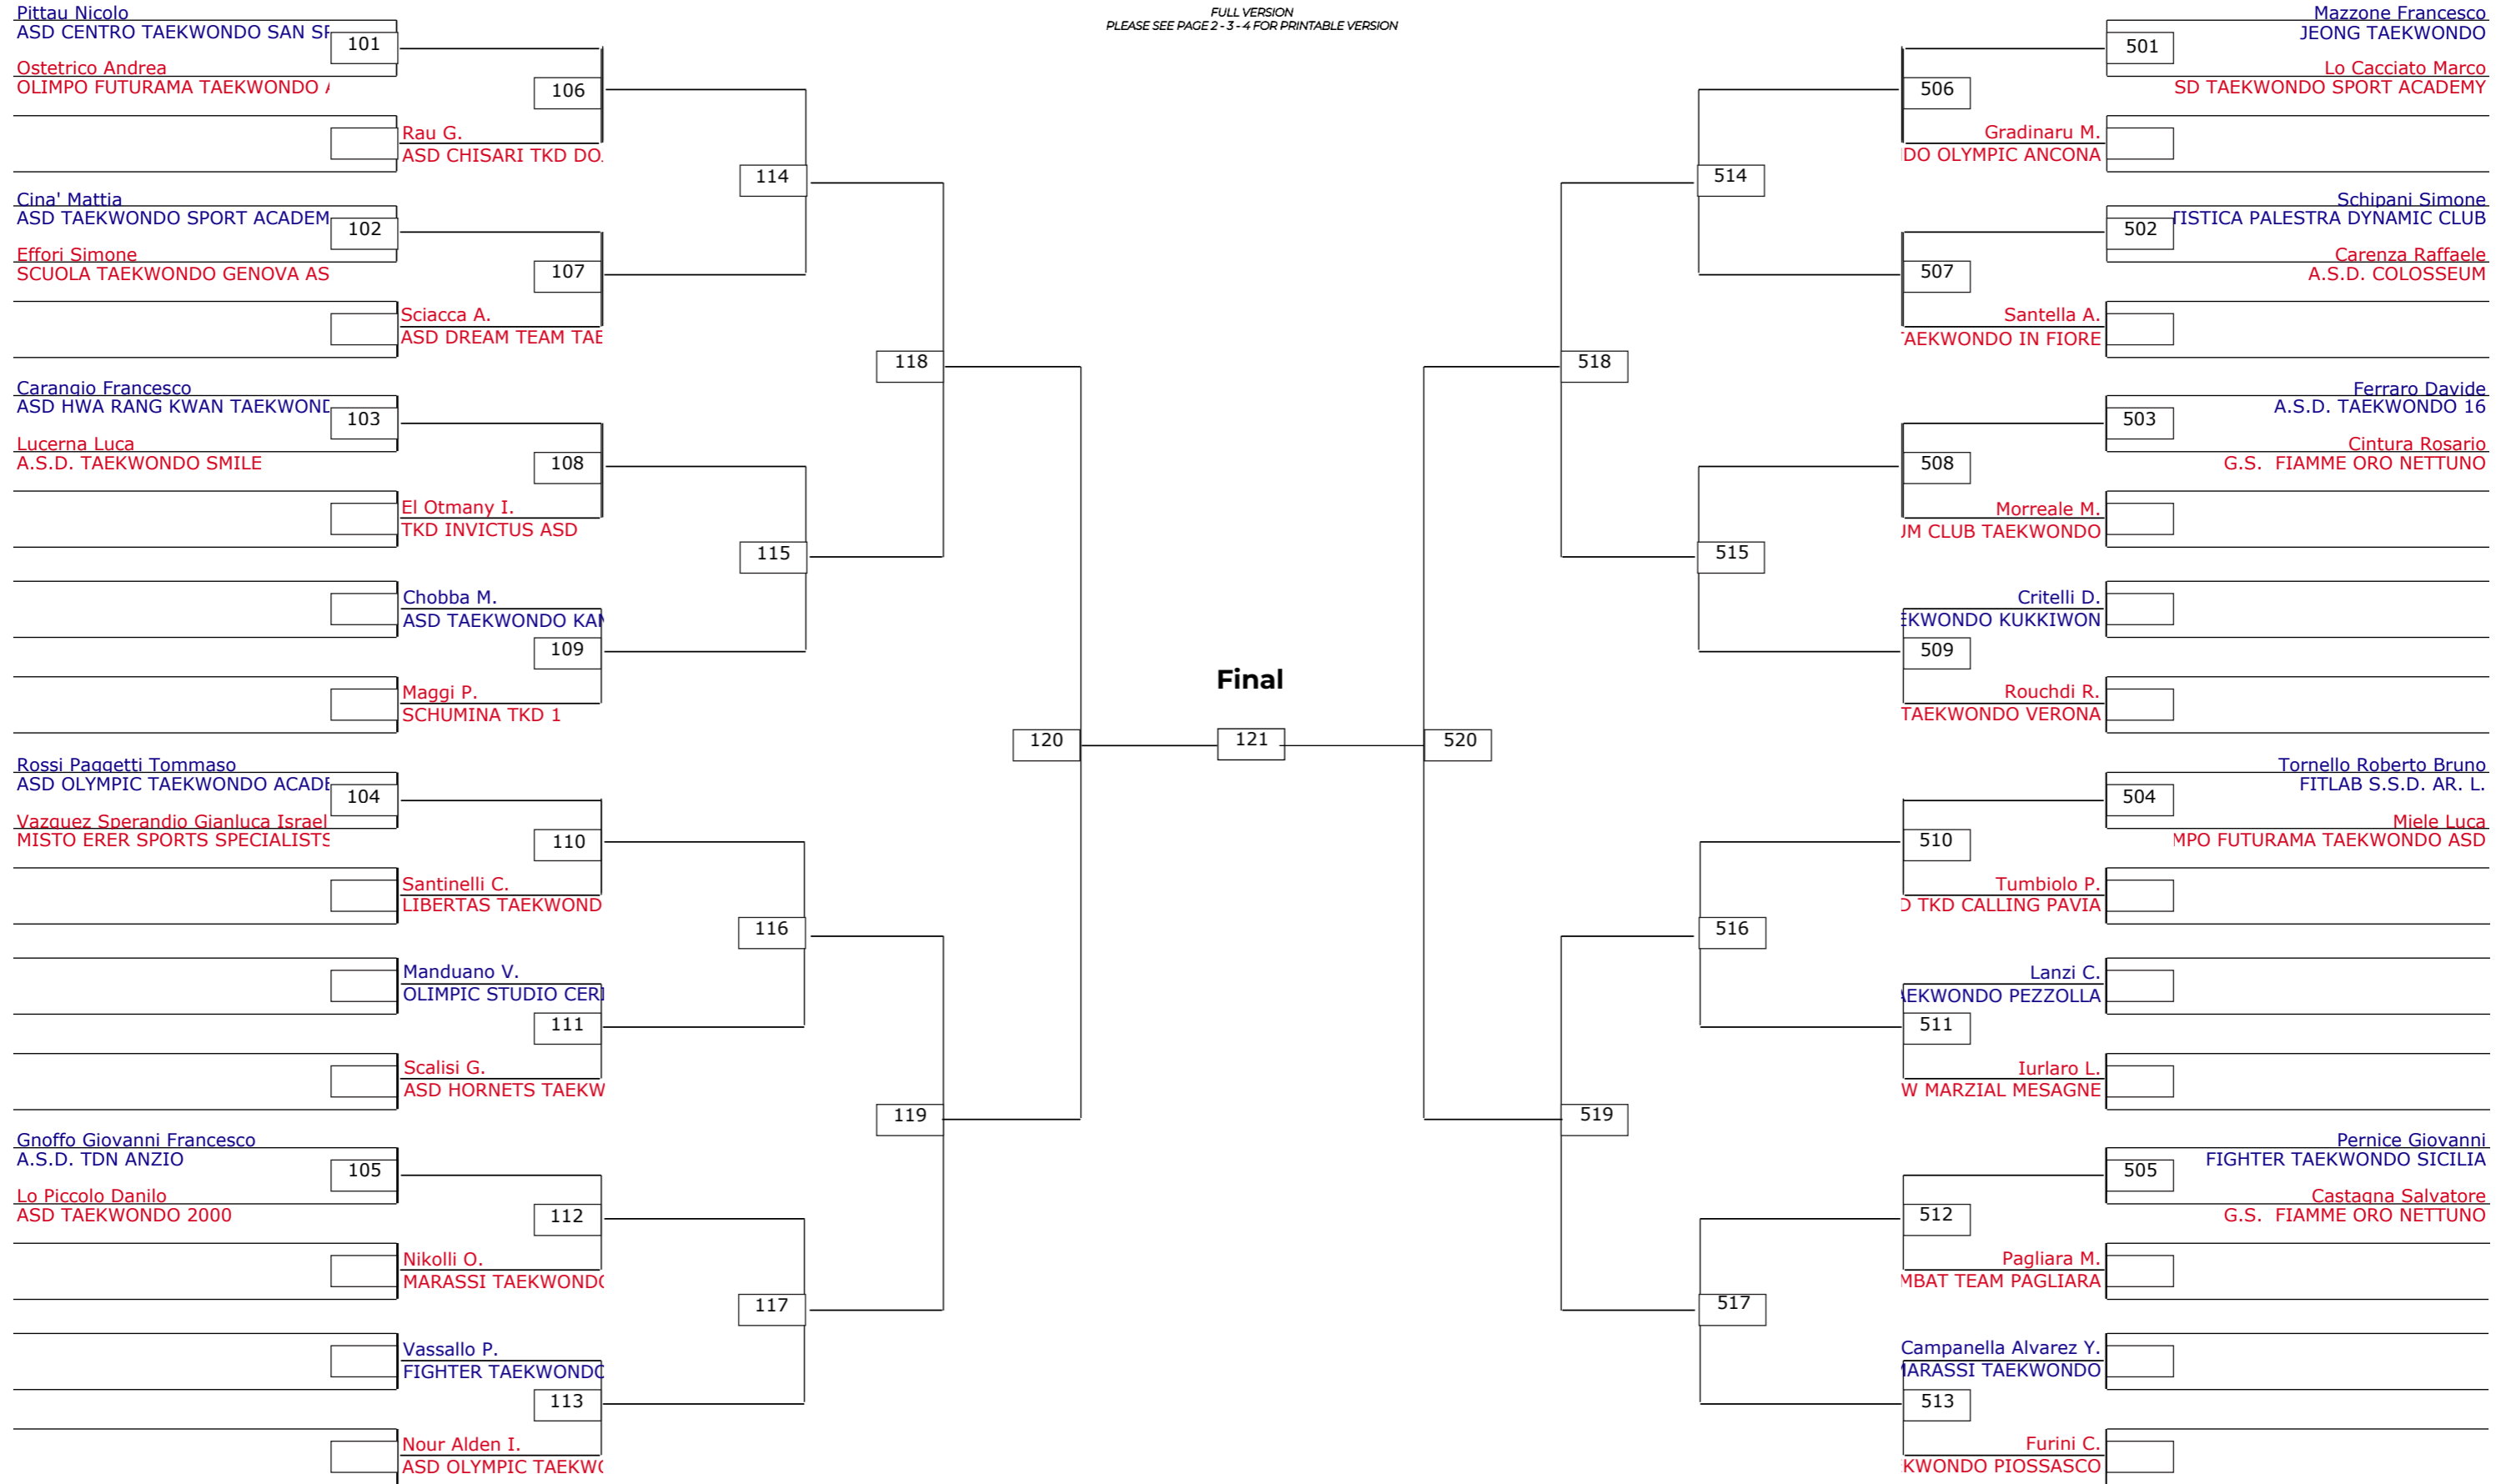 FULL VERSION
PLEASE SEE PAGE 2 - 3 - 4 FOR PRINTABLE VERSION
Pittau Nicolo
ASD CENTRO TAEKWONDO SAN
101
Ostetrico Andrea
OLIMPO FUTURAMA TAEKWONDO
106
Rau G.
ASD CHISARI TKD
114
Cina' Mattia
ASD TAEKWONDO SPORT ACADEM
102
Effori Simone
SCUOLA TAEKWONDO GENOVA AS
107
Sciacca A.
ASD DREAM TEAM TAE
118
Carangio Francesco
ASD HWA RANG KWAN TAEKWOND
103
Lucerna Luca
A.S.D. TAEKWONDO SMILE
108
El Otmany I.
TKD INVICTUS ASD
115
Chobba M.
ASD TAEKWONDO
109
Maggi P.
SCHUMINA TKD 1
120
Rossi Paggetti Tommaso
ASD OLYMPIC TAEKWONDO
104
Vazquez Sperandio Gianluca Israel
MISTO ERER SPORTS SPECIALISTS
110
Santinelli C.
LIBERTAS TAEKWOND
116
Manduano V.
OLIMPIC STUDIO
111
Scalisi G.
ASD HORNETS TAEKW
119
Gnoffo Giovanni Francesco
A.S.D. TDN ANZIO
105
Lo Piccolo Danilo
ASD TAEKWONDO 2000
112
Nikolli O.
MARASSI TAEKWONDO
117
Vassallo P.
FIGHTER TAEKWONDO
113
Nour Alden I.
ASD OLYMPIC
Final
121
Mazzone Francesco
JEONG TAEKWONDO
501
Lo Cacciato Marco
SD TAEKWONDO SPORT ACADEMY
506
Gradinaru M.
DO OLYMPIC ANCONA
514
Schipani Simone
TISTICA PALESTRA DYNAMIC CLUB
502
Carenza Raffaele
A.S.D. COLOSSEUM
507
Santella A.
TAEKWONDO IN FIORE
518
Ferraro Davide
A.S.D. TAEKWONDO 16
503
Cintura Rosario
G.S. FIAMME ORO NETTUNO
508
Morreale M.
UM CLUB TAEKWONDO
515
Critelli D.
EKWONDO KUKKIWON
509
Rouchdi R.
TAEKWONDO VERONA
520
Tornello Roberto Bruno
FITLAB S.S.D. AR. L.
504
Miele Luca
MPO FUTURAMA TAEKWONDO ASD
510
Tumbiolo P.
D TKD CALLING PAVIA
516
Lanzi C.
AEKWONDO PEZZOLLA
511
Iurlaro L.
W MARZIAL MESAGNE
519
Pernice Giovanni
FIGHTER TAEKWONDO SICILIA
505
Castagna Salvatore
G.S. FIAMME ORO NETTUNO
512
Pagliara M.
MBAT TEAM PAGLIARA
517
Campanella Alvarez Y.
MARASSI TAEKWONDO
513
Furini C.
KWONDO PIOSSASCO